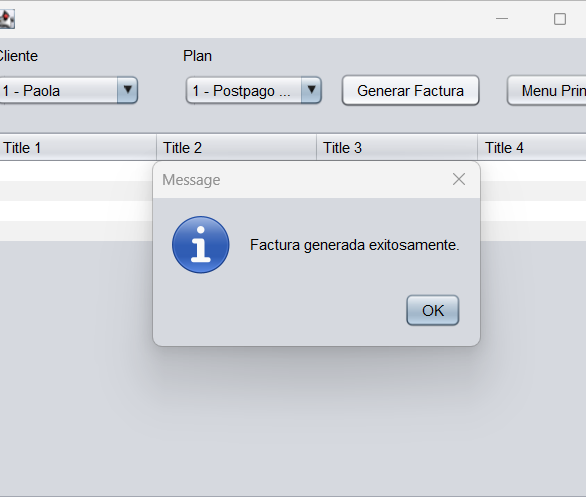 Cliente
Plan
1 - Paola
1 - Postpago ...
Generar Factura
Menu Prin
Title 1
Title 2
Title 3
Title 4
Message
Factura generada exitosamente.
OK